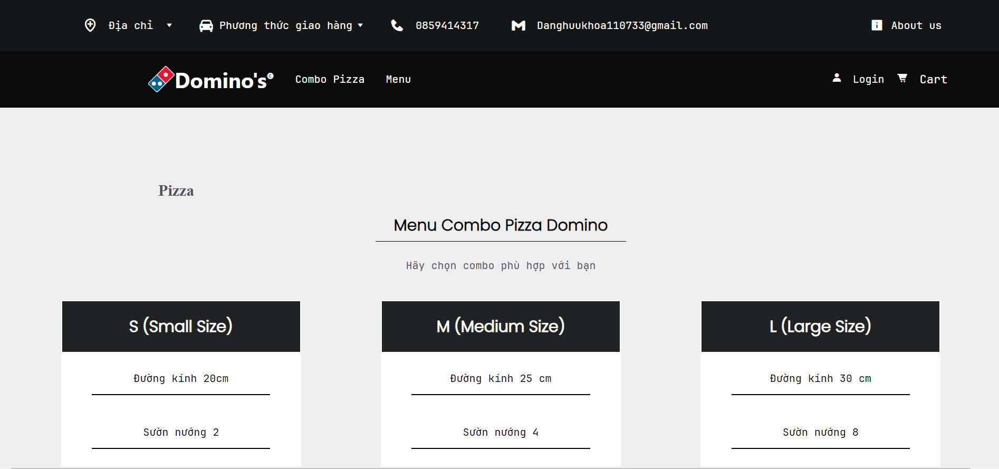 Địa chỉ Phương thức giao hàng 0859414317 Danghuukhoa110733@gmail.com About us
Domino's© Combo Pizza Menu Login Cart
Pizza
Menu Combo Pizza Domino
Hãy chọn combo phù hợp với bạn
S (Small Size) M (Medium Size) L (Large Size)
Đường kính 20cm Đường kính 25 cm Đường kính 30 cm
Sườn nướng 2 Sườn nướng 4 Sườn nướng 8